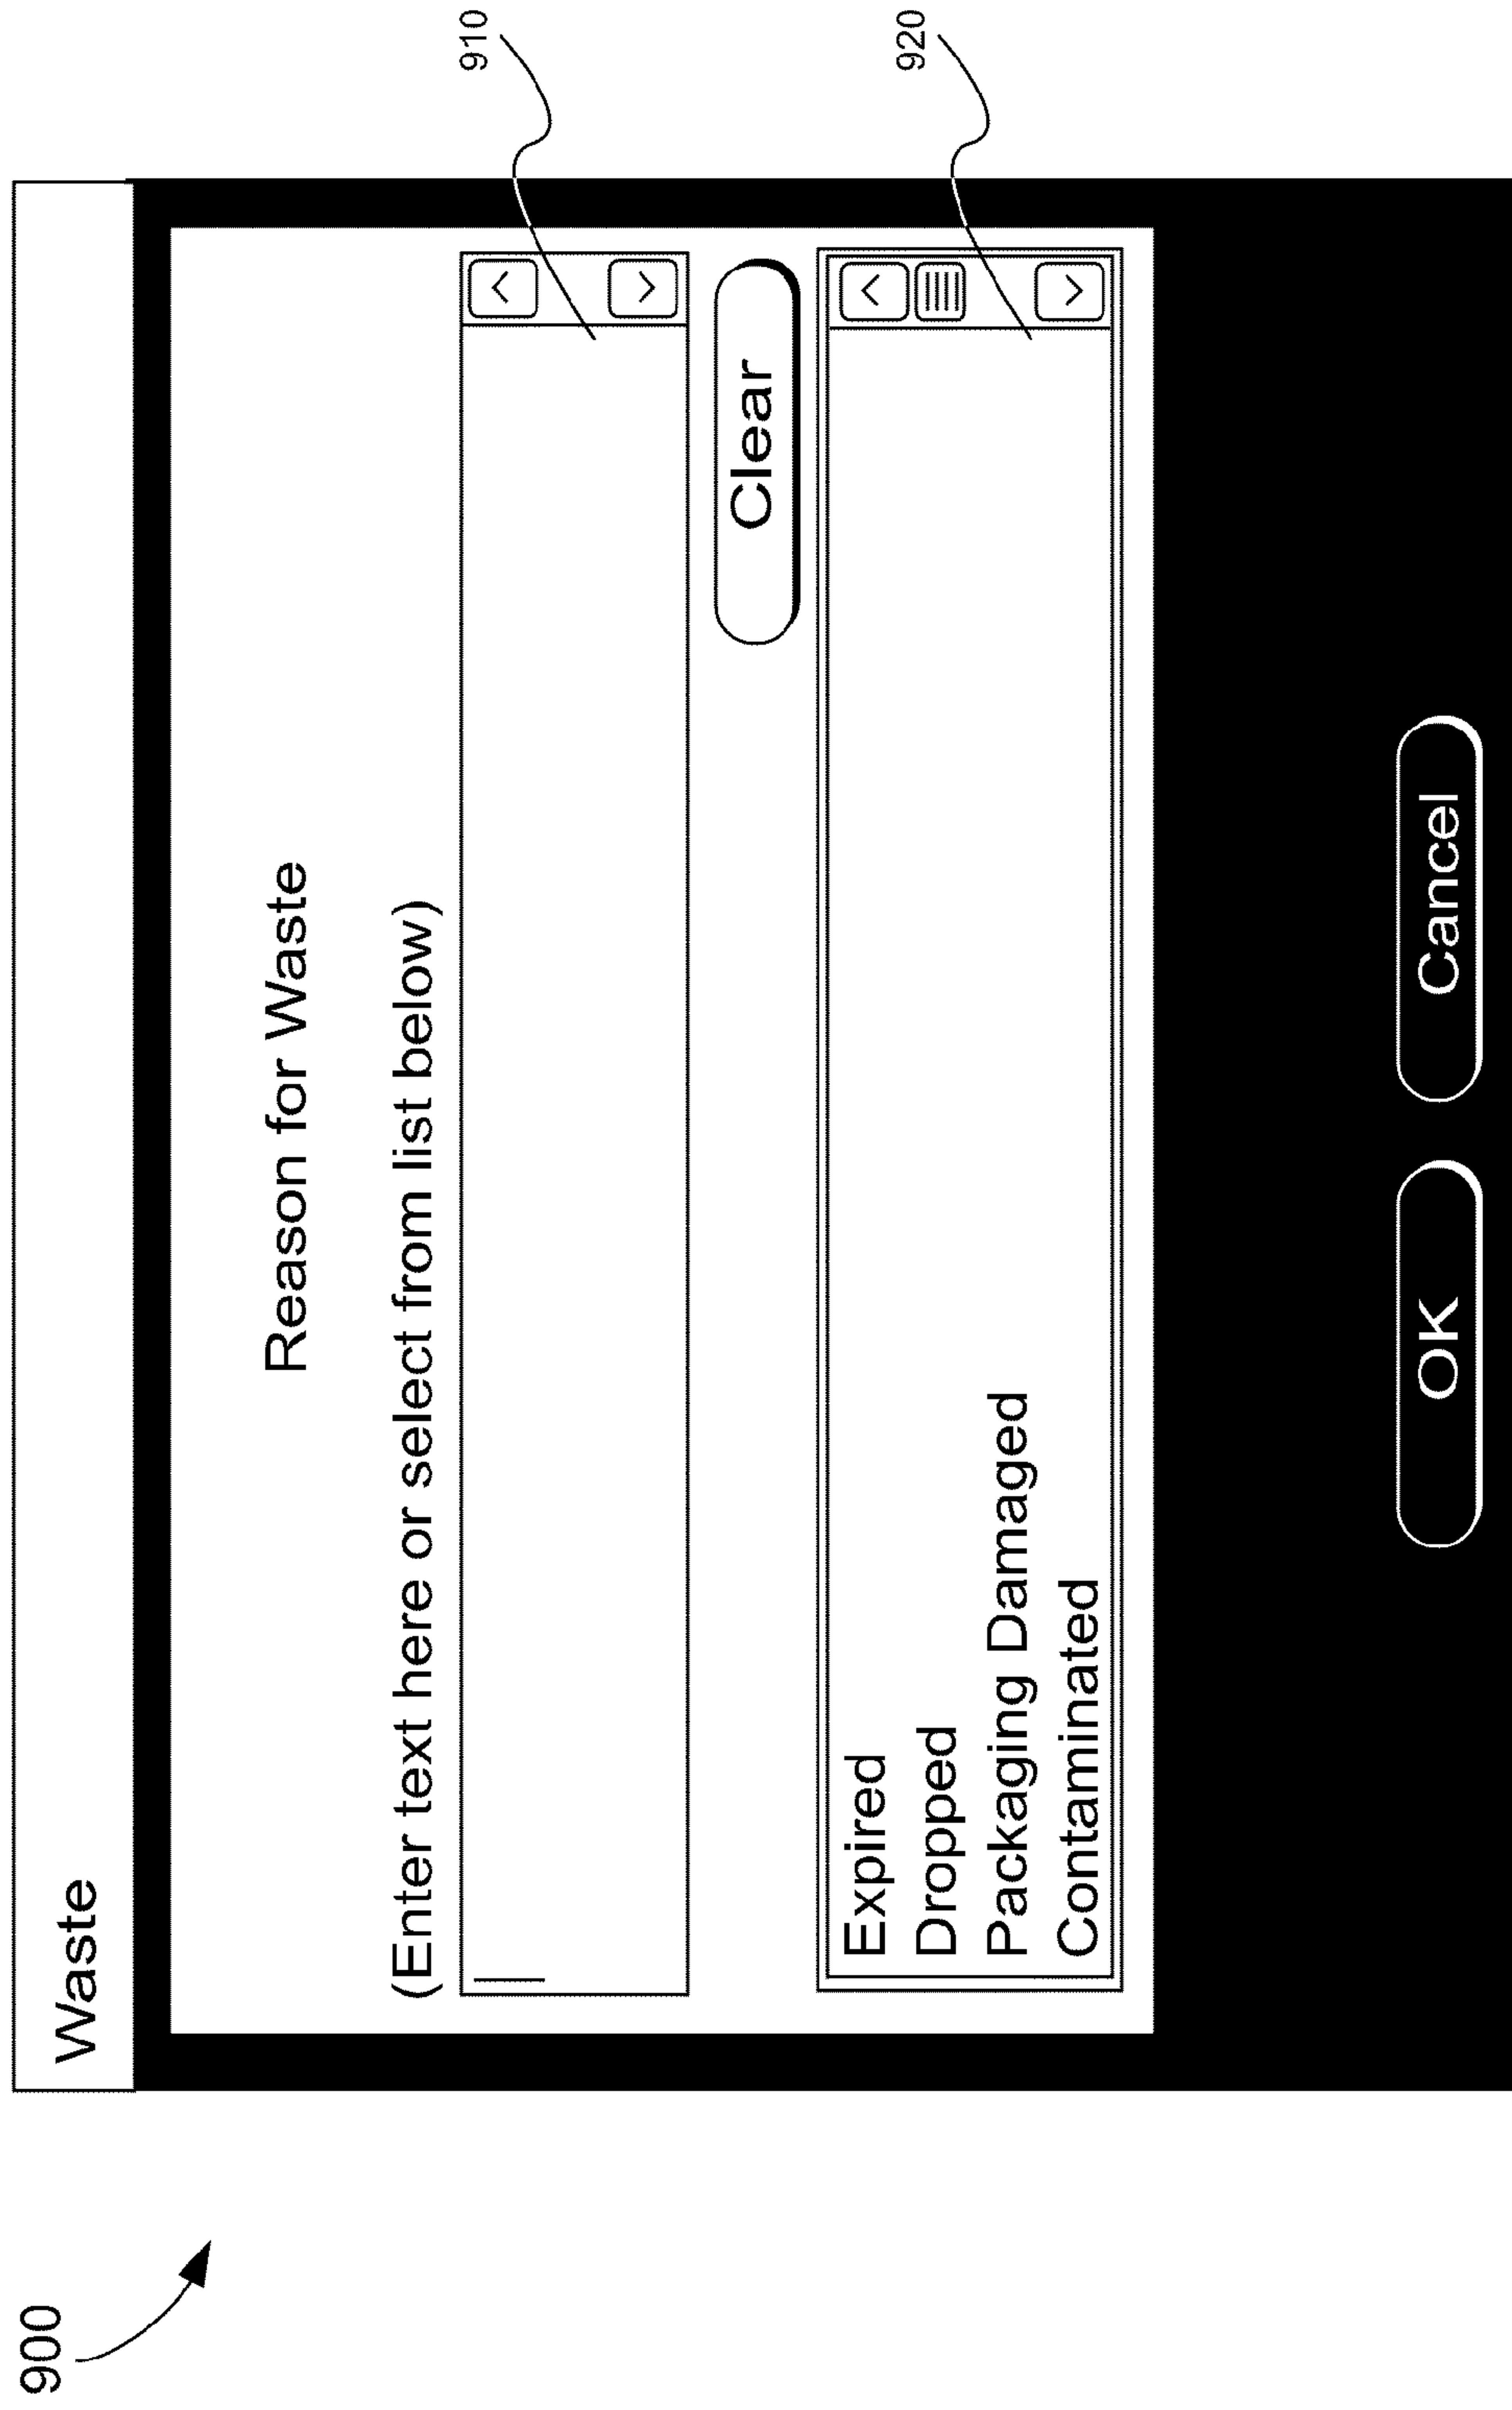 900
Waste
Reason for Waste
(Enter text here or select from list below)
910
Clear
920
Expired
Dropped
Packaging Damaged
Contaminated
OK
Cancel